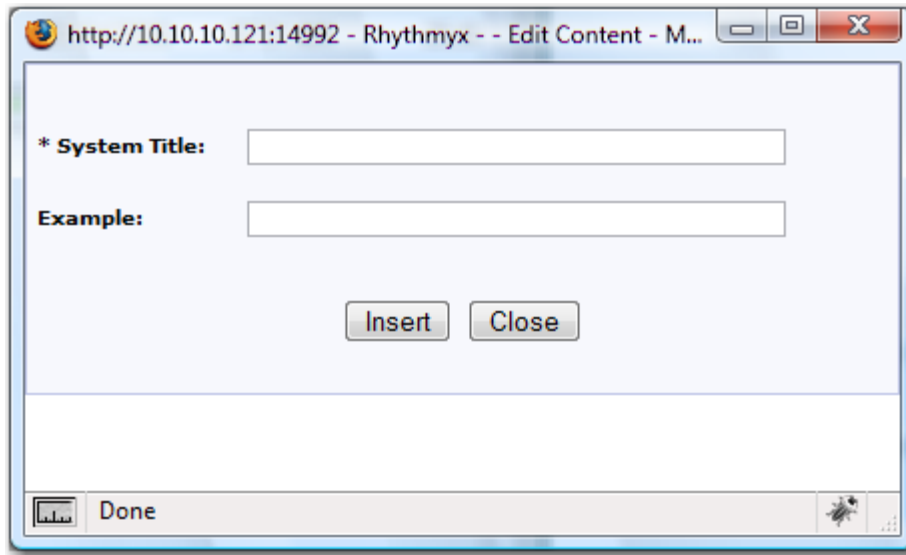 http://10.10.10.121:14992 - Rhythmyx - - Edit Content - M...
* System Title:
Example:
Insert Close
Done